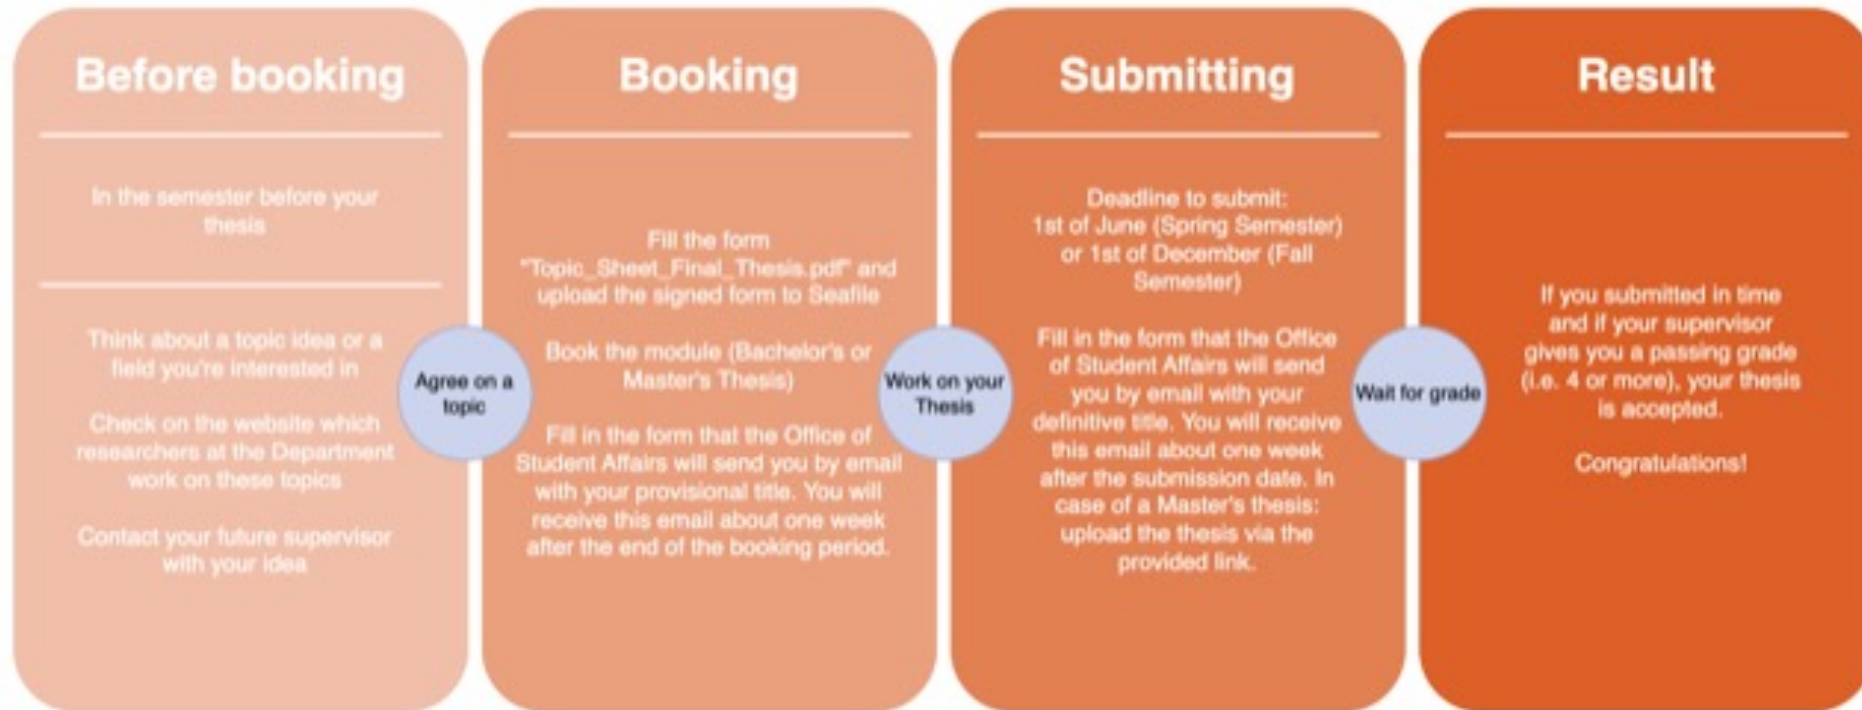 Before booking
In the semester before your
thesis
Think about a topic idea or a
field you're interested in
Check on the website which
researchers at the Department
work on these topics
Contact your future supervisor
with your idea
Agree on a
topic
Booking
Fill the form
"Topic_Sheet_Final_Thesis.pdf" and
upload the signed form to Seafile
Book the module (Bachelor's or
Master's Thesis)
Fill in the form that the Office of
Student Affairs will send you by email
with your provisional title. You will
receive this email about one week
after the end of the booking period.
Work on your
Thesis
Submitting
Deadline to submit:
1st of June (Spring Semester)
or 1st of December (Fall
Semester)
Fill in the form that the Office
of Student Affairs will send
you by email with your
definitive title. You will receive
this email about one week
after the submission date. In
case of a Master's thesis:
upload the thesis via the
provided link.
Wait for grade
Result
If you submitted in time
and if your supervisor
gives you a passing grade
(i.e. 4 or more), your thesis
is accepted.
Congratulations!